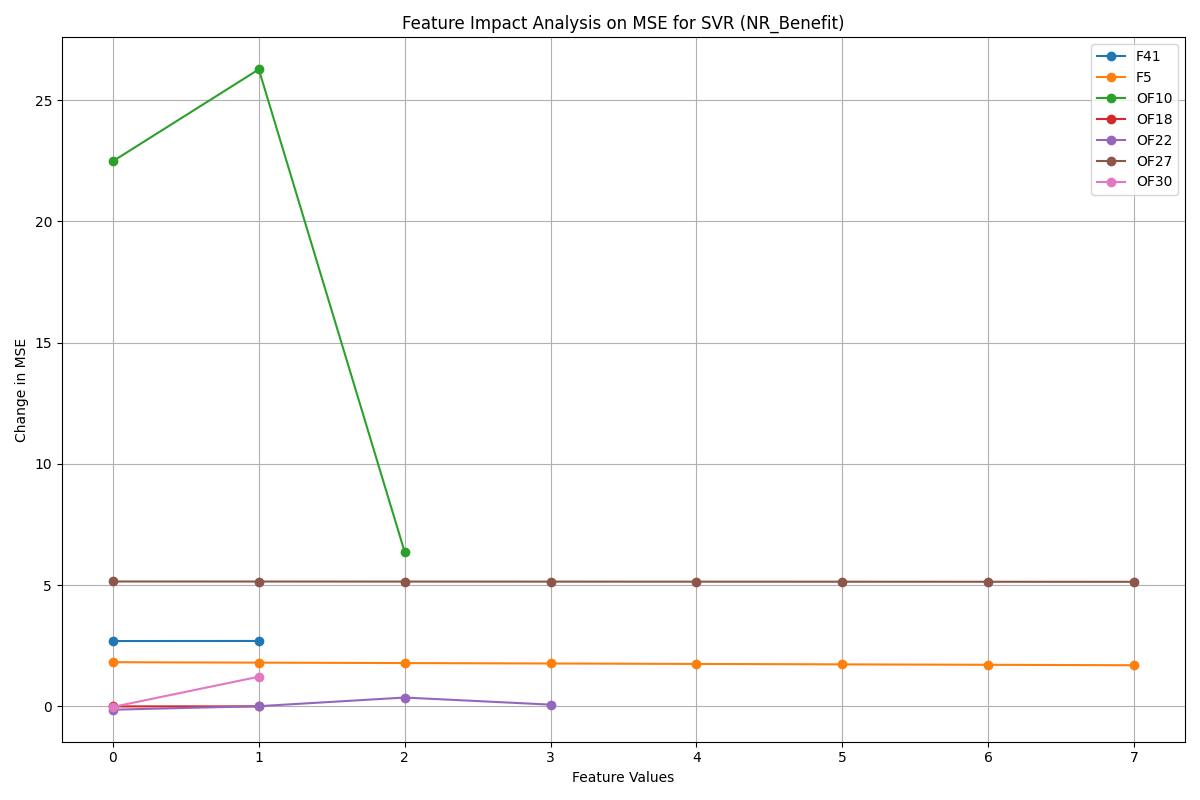 Feature Impact Analysis on MSE for SVR (NR_Benefit)
F41
F5
OF10
OF18
OF22
OF27
OF30
Change in MSE
25
20
15
10
5
0
0 1 2 3 4 5 6 7
Feature Values